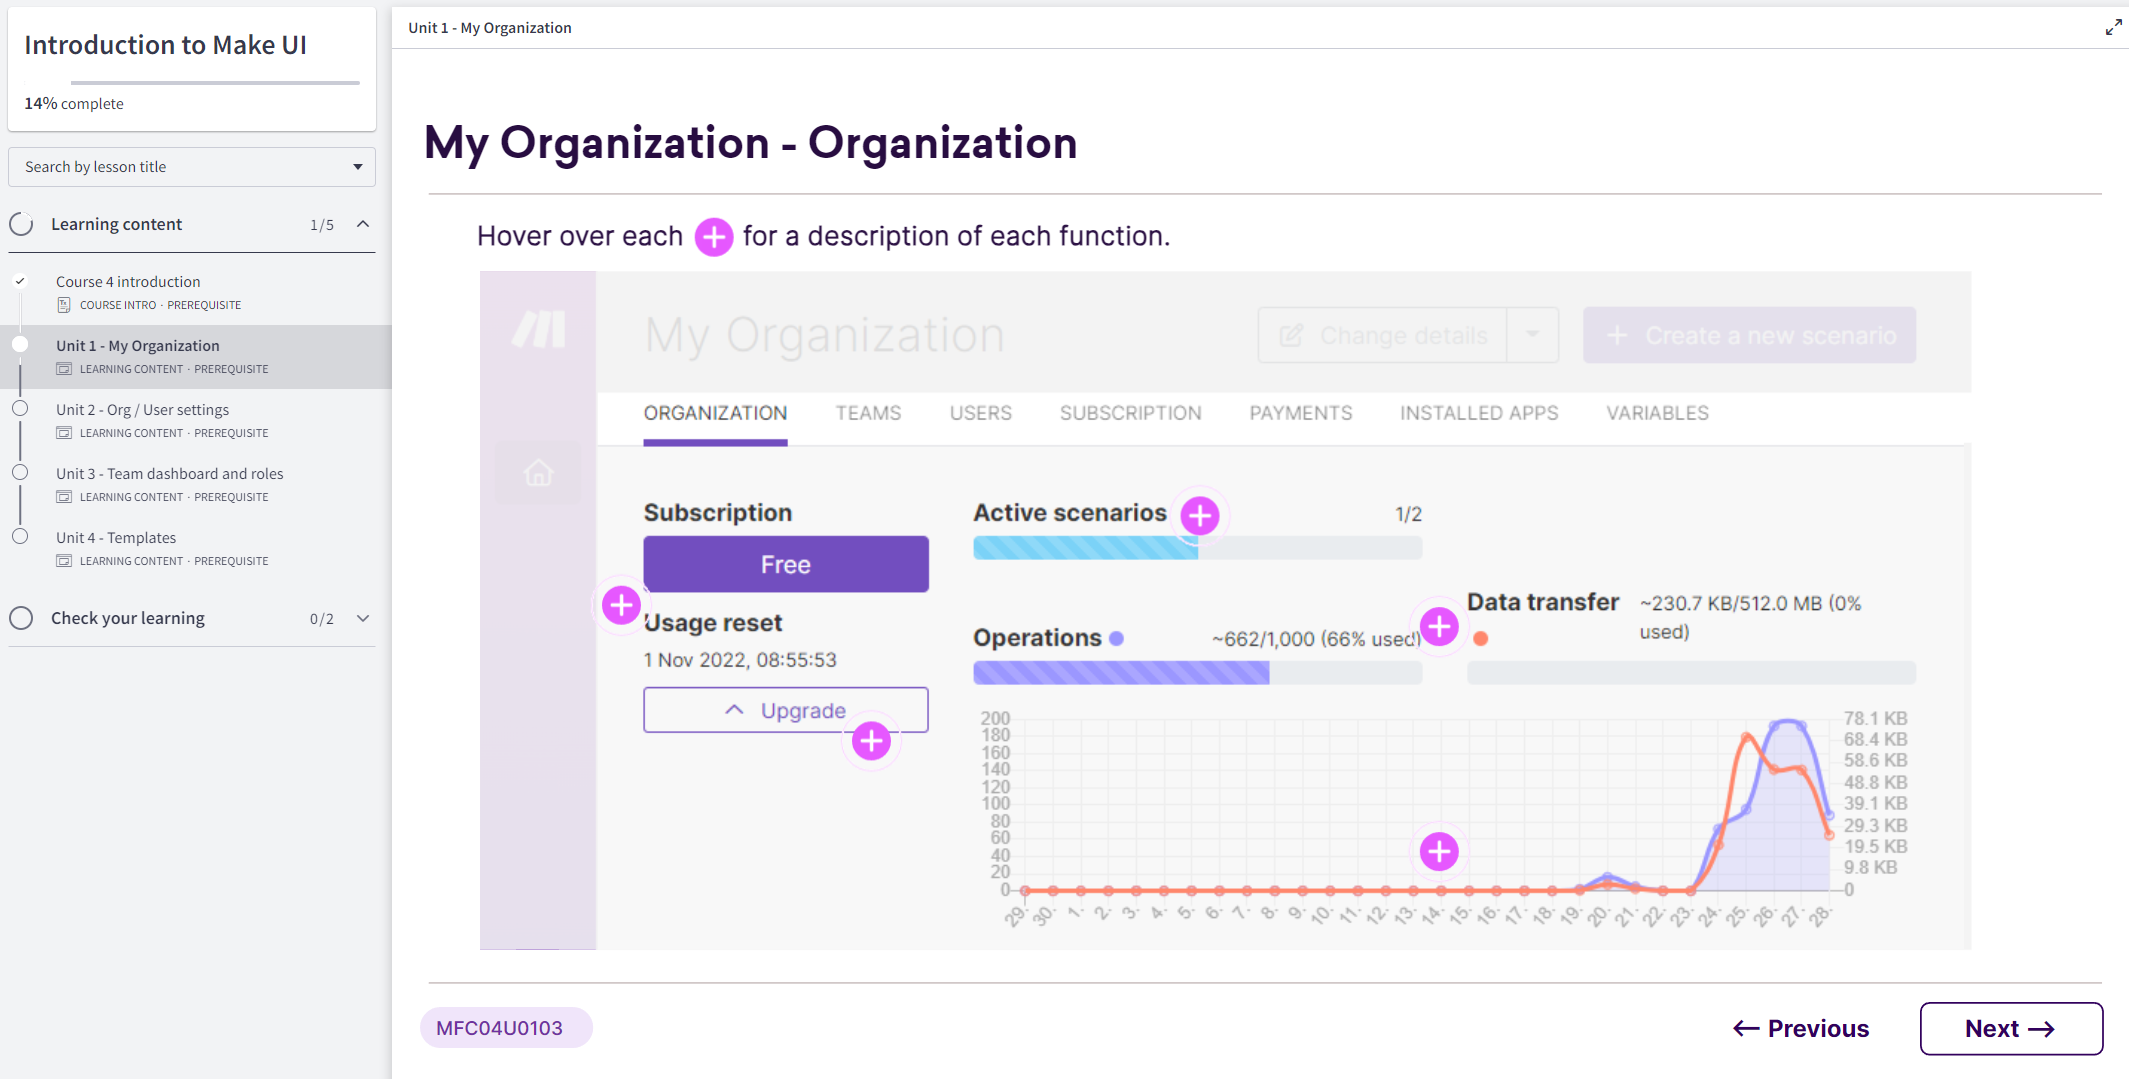 Introduction to Make UI
14% complete
Search by lesson title
Learning content 1/5
Course 4 introduction
COURSE INTRO · PREREQUISITE
Unit 1 - My Organization
LEARNING CONTENT · PREREQUISITE
Unit 2 - Org / User settings
LEARNING CONTENT · PREREQUISITE
Unit 3 - Team dashboard and roles
LEARNING CONTENT · PREREQUISITE
Unit 4 - Templates
LEARNING CONTENT · PREREQUISITE
Check your learning 0/2
Unit 1 - My Organization
My Organization - Organization
Hover over each + for a description of each function.
My Organization
Change details
+ Create a new scenario
ORGANIZATION TEAMS USERS SUBSCRIPTION PAYMENTS INSTALLED APPS VARIABLES
Subscription
Free
Usage reset
1 Nov 2022, 08:55:53
Upgrade
Active scenarios 1/2
Operations ~662/1,000 (66% used)
Data transfer ~230.7 KB/512.0 MB (0%
used)
200
180
160
140
120
100
80
60
40
20
0
78.1 KB
68.4 KB
58.6 KB
48.8 KB
39.1 KB
29.3 KB
19.5 KB
9.8 KB
0
29. 30. 1. 2. 3. 4. 5. 6. 7. 8. 9. 10. 11. 12. 13. 14. 15. 16. 17. 18. 19. 20. 21. 22. 23. 24. 25. 26. 27. 28.
MFC04U0103
← Previous
Next →